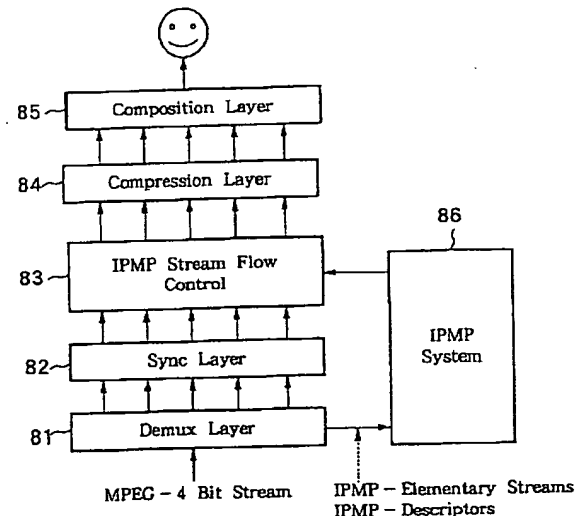 85
Composition Layer
84
Compression Layer
86
83
IPMP Stream Flow
Control
IPMP
System
82
Sync Layer
81
Demux Layer
MPEG-4 Bit Stream
IPMP-Elementary Streams
IPMP-Descriptors